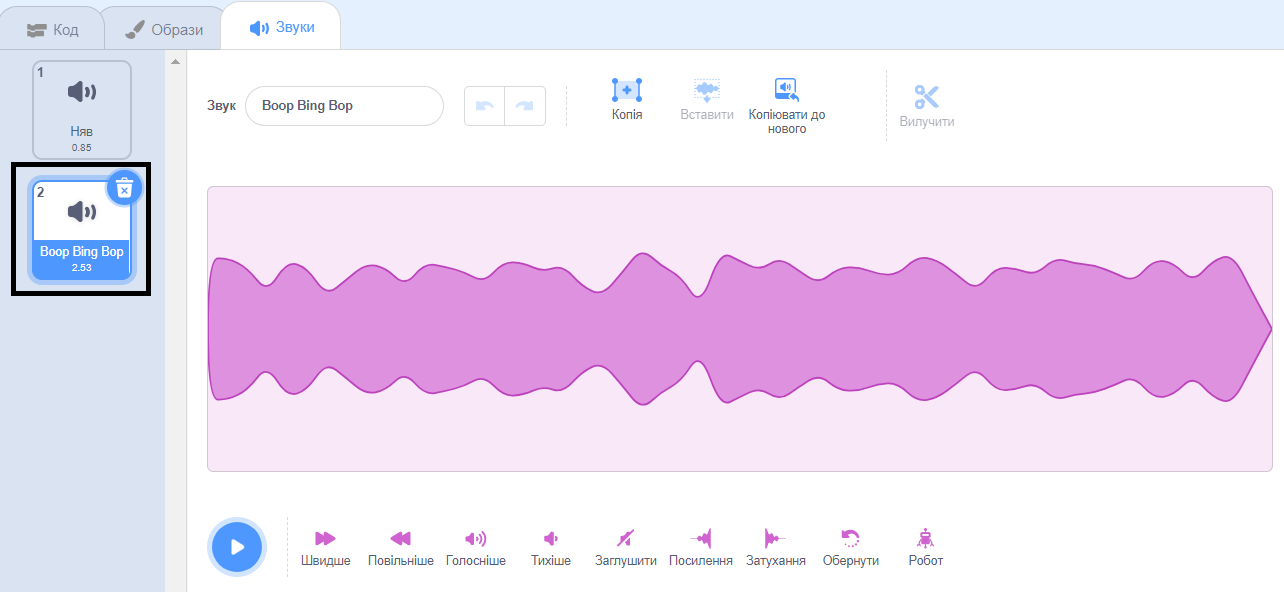 Код
Образи
Звуки
1
Няв
0.85
2
Boop Bing Bop
2.53
Звук
Boop Bing Bop
Копія
Вставити
Копіювати до
нового
Вилучити
Швидше
Повільніше
Голосніше
Тихіше
Заглушити
Посилення
Затухання
Обернути
Робот